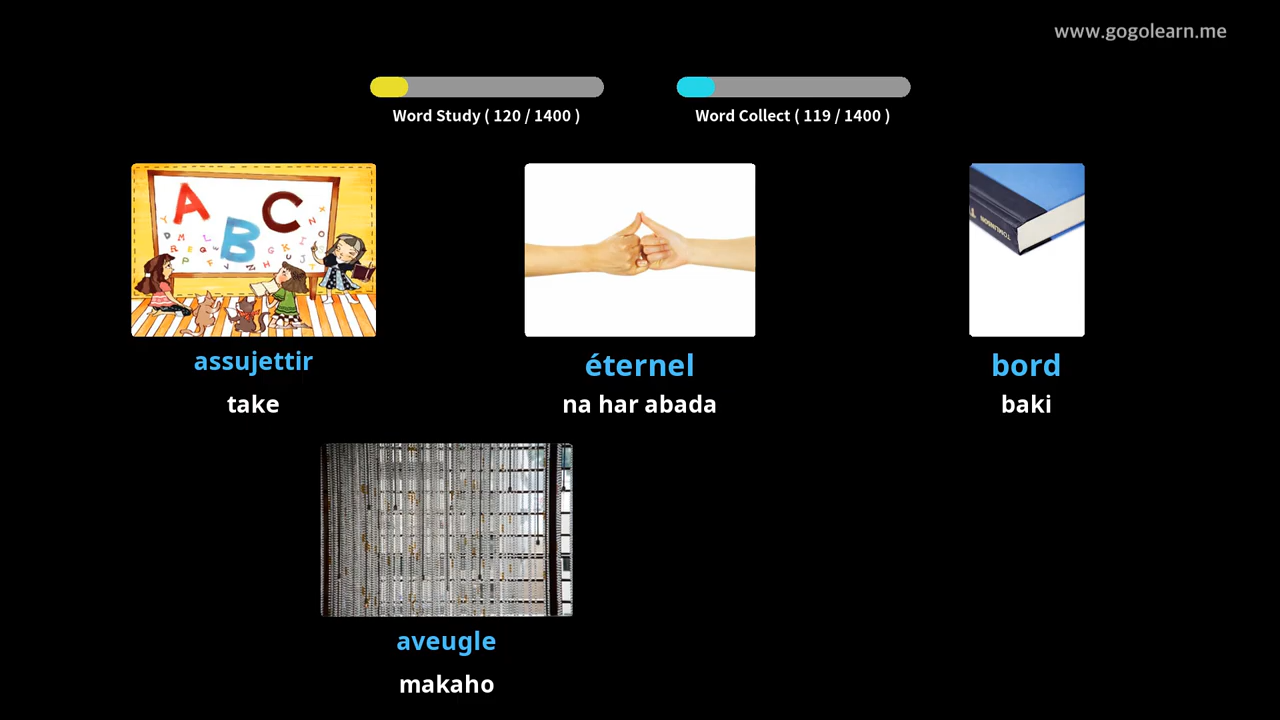 www.gogolearn.me
Word Study ( 120 / 1400 )
Word Collect ( 119 / 1400 )
A B C
TOMLINSON
assujettir
éternel
bord
take
na har abada
baki
aveugle
makaho